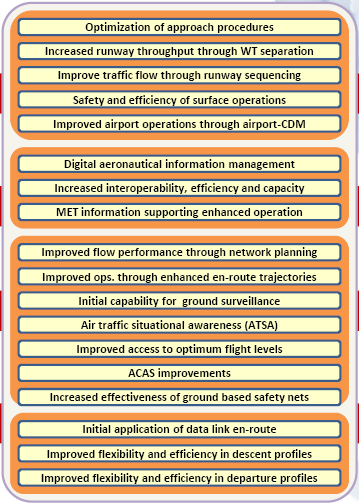 Optimization of approach procedures
Increased runway throughput through WT separation
Improve traffic flow through runway sequencing
Safety and efficiency of surface operations
Improved airport operations through airport-CDM
Digital aeronautical information management
Increased interoperability, efficiency and capacity
MET information supporting enhanced operation
Improved flow performance through network planning
Improved ops. through enhanced en-route trajectories
Initial capability for ground surveillance
Air traffic situational awareness (ATSA)
Improved access to optimum flight levels
ACAS improvements
Increased effectiveness of ground based safety nets
Initial application of data link en-route
Improved flexibility and efficiency in descent profiles
Improved flexibility and efficiency in departure profiles